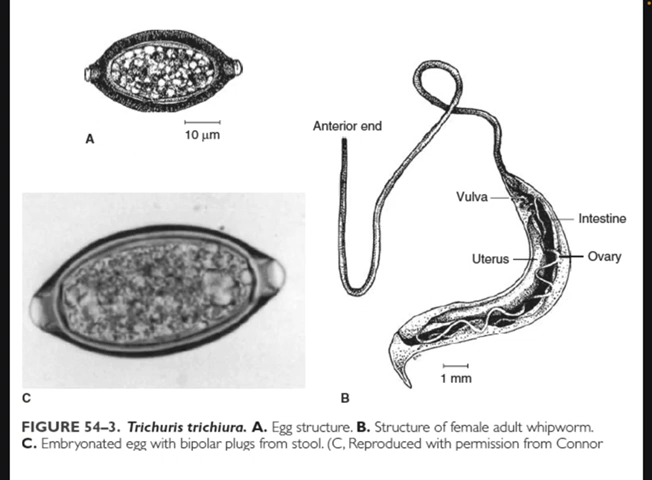 A
10 μm
Anterior end
Vulva
Intestine
Uterus
Ovary
1 mm
C
B
FIGURE 54–3. Trichuris trichiura. A. Egg structure. B. Structure of female adult whipworm.
C. Embryonated egg with bipolar plugs from stool. (C, Reproduced with permission from Connor